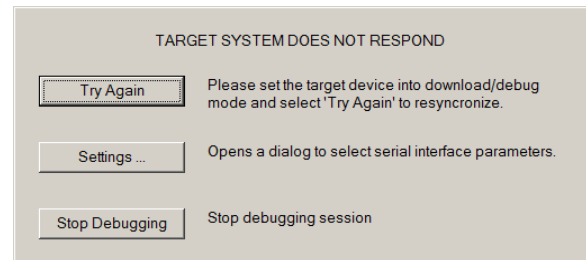 TARGET SYSTEM DOES NOT RESPOND
Try Again
Please set the target device into download/debug
mode and select 'Try Again' to resyncronize.
Settings ...
Opens a dialog to select serial interface parameters.
Stop Debugging
Stop debugging session